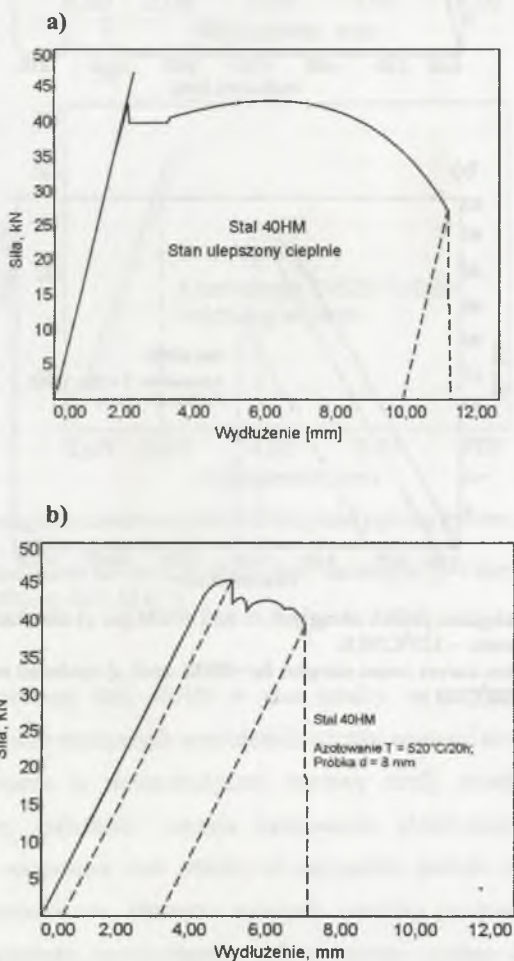 a)
50
45
40
35
30
25
20
15
10
5
Siła, kN
Stal 40HM
Stan ulepszony cieplnie
0,00 2,00 4,00 6,00 8,00 10,00 12,00
Wydłużenie [mm]
b)
50
45
40
35
30
25
20
15
10
5
Siła, kN
Stal 40HM
Azotowanie T = 520°C/20h;
Próbka d = 8 mm
0,00 2,00 4,00 6,00 8,00 10,00 12,00
Wydłużenie, mm